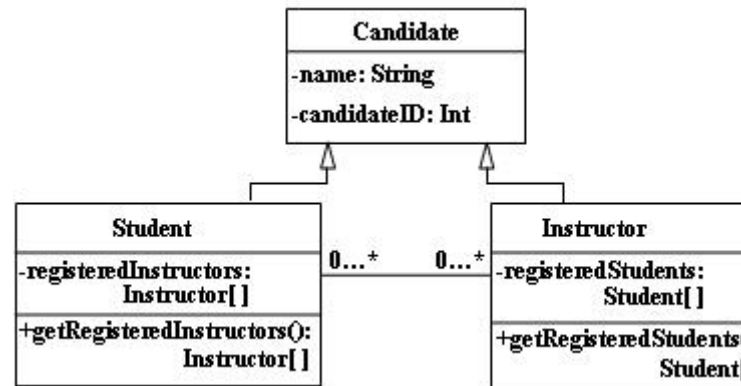 Candidate
-name: String
-candidateID: Int
Student
-registeredInstructors:
Instructor[ ]
+getRegisteredInstructors():
Instructor[ ]
0...*
0...*
Instructor
-registeredStudents:
Student[ ]
+getRegisteredStudents
Student[